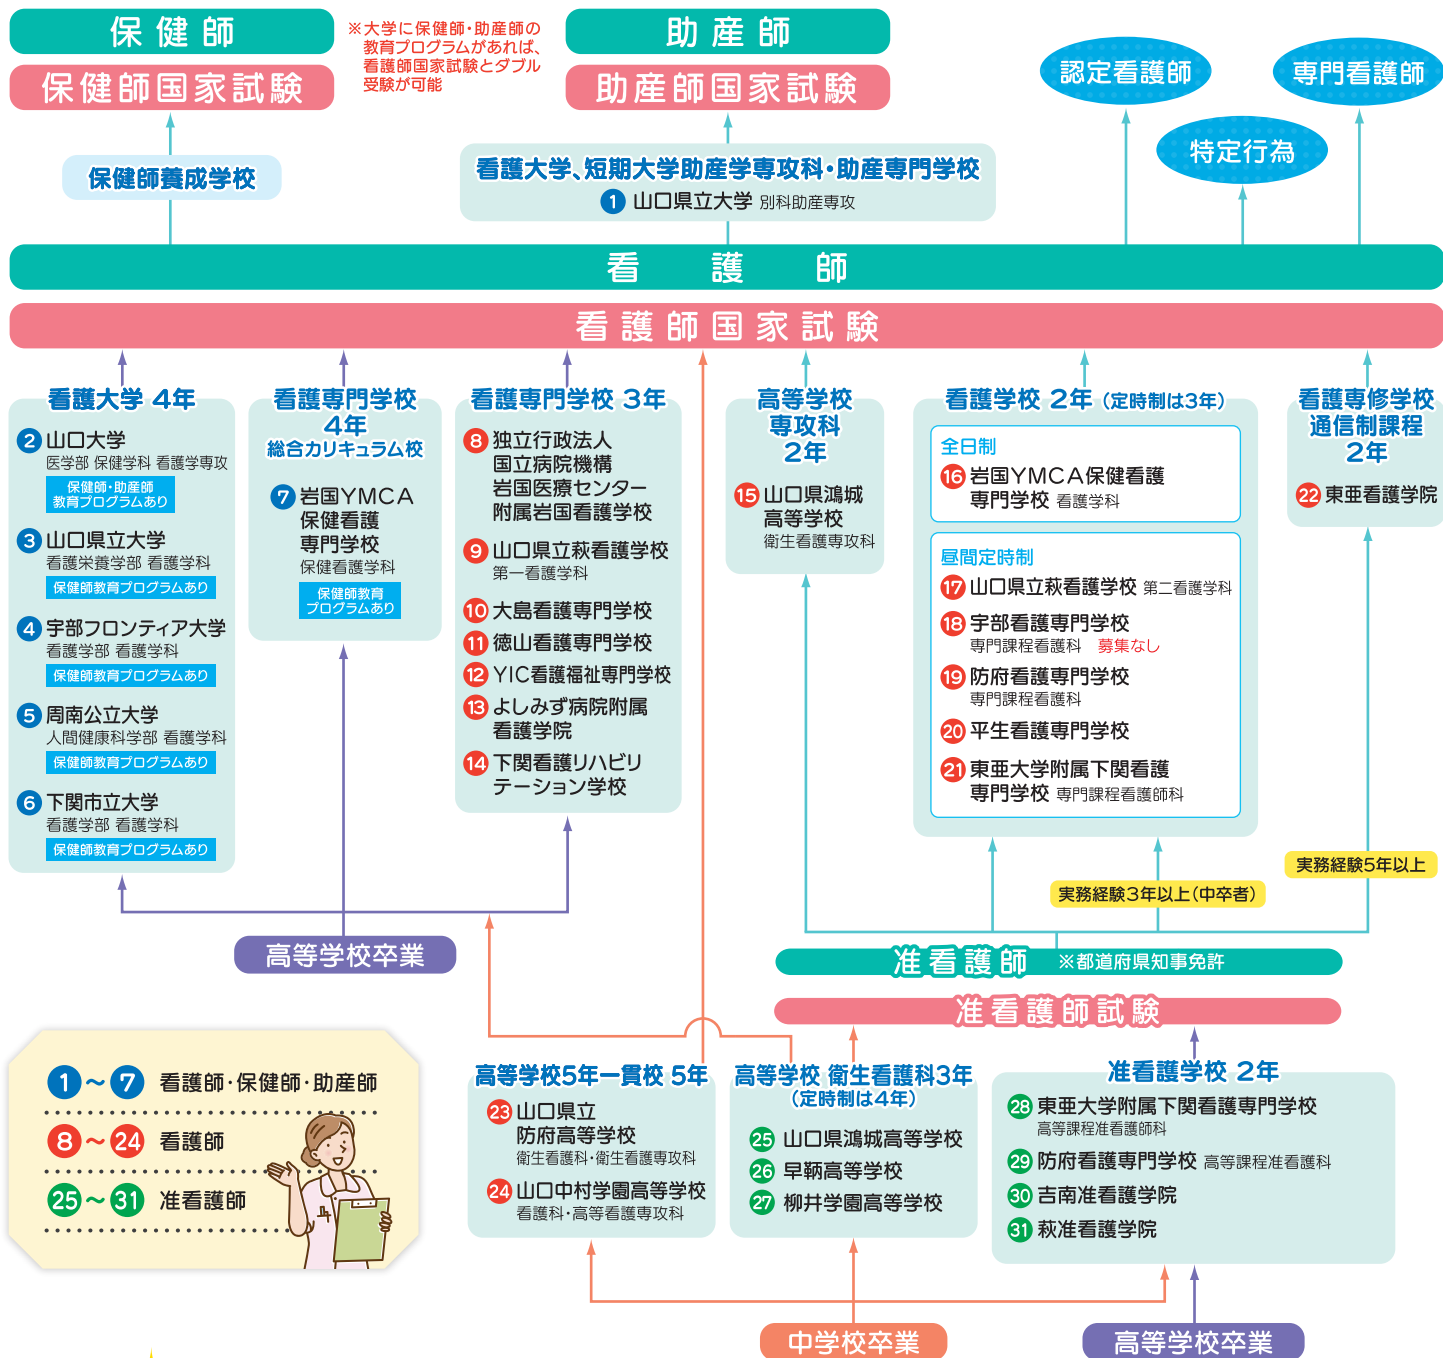 保健師
保健師国家試験
※大学に保健師・助産師の
教育プログラムがあれば、
看護師国家試験とダブル
受験が可能
助産師
助産師国家試験
認定看護師
専門看護師
特定行為
保健師養成学校
看護大学、短期大学助産学専攻科・助産専門学校
1 山口県立大学 別科助産専攻
看護師
看護師国家試験
看護大学 4年
2 山口大学
医学部 保健学科 看護学専攻
保健師・助産師
教育プログラムあり
3 山口県立大学
看護栄養学部 看護学科
保健師教育プログラムあり
4 宇部フロンティア大学
看護学部 看護学科
保健師教育プログラムあり
5 周南公立大学
人間健康科学部 看護学科
保健師教育プログラムあり
6 下関市立大学
看護学部 看護学科
保健師教育プログラムあり
看護専門学校
4年
総合カリキュラム校
7 岩国YMCA
保健看護
専門学校
保健看護学科
保健師教育
プログラムあり
看護専門学校 3年
8 独立行政法人
国立病院機構
岩国医療センター
附属岩国看護学校
9 山口県立萩看護学校
第一看護学科
10 大島看護専門学校
11 徳山看護専門学校
12 YIC看護福祉専門学校
13 よしみず病院附属
看護学院
14 下関看護リハビリ
テーション学校
高等学校
専攻科
2年
15 山口県鴻城
高等学校
衛生看護専攻科
看護学校 2年（定時制は3年）
全日制
16 岩国YMCA保健看護
専門学校 看護学科
昼間定時制
17 山口県立萩看護学校 第二看護学科
18 宇部看護専門学校
専門課程看護科 募集なし
19 防府看護専門学校
専門課程看護科
20 平生看護専門学校
21 東亜大学附属下関看護
専門学校 専門課程看護師科
看護専修学校
通信制課程
2年
22 東亜看護学院
実務経験5年以上
実務経験3年以上（中卒者）
高等学校卒業
准看護師 ※都道府県知事免許
准看護師試験
1～7 看護師・保健師・助産師
8～24 看護師
25～31 准看護師
高等学校5年一貫校 5年
23 山口県立
防府高等学校
衛生看護科・衛生看護専攻科
24 山口中村学園高等学校
看護科・高等看護専攻科
高等学校 衛生看護科3年
（定時制は4年）
25 山口県鴻城高等学校
26 早鞆高等学校
27 柳井学園高等学校
准看護学校 2年
28 東亜大学附属下関看護専門学校
高等課程准看護師科
29 防府看護専門学校 高等課程准看護科
30 吉南准看護学院
31 萩准看護学院
中学校卒業
高等学校卒業